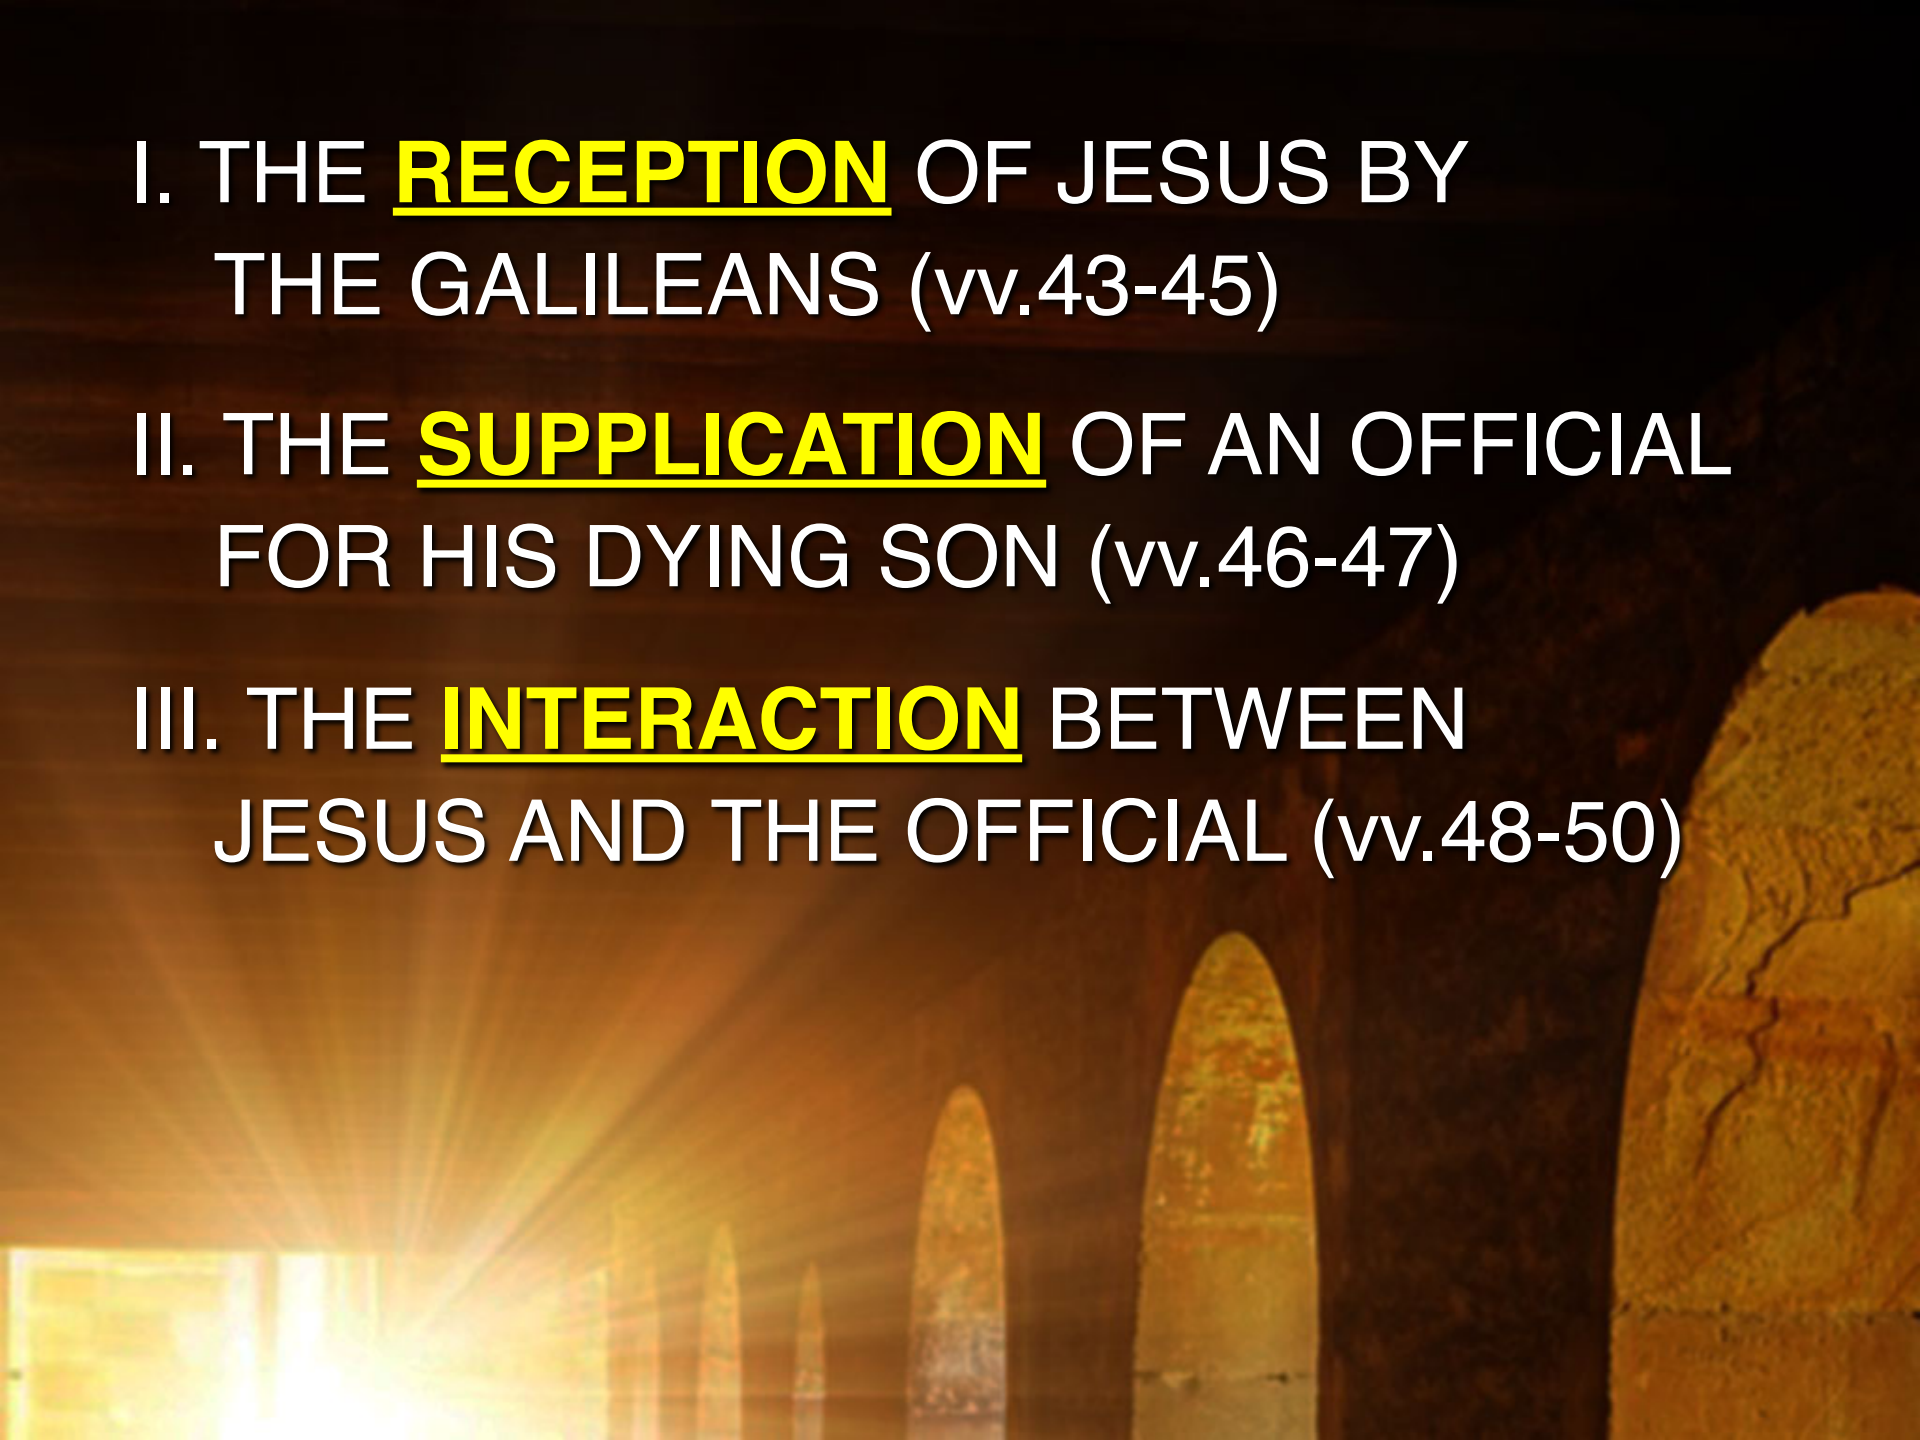 I. THE RECEPTION OF JESUS BY
THE GALILEANS (vv.43-45)
II. THE SUPPLICATION OF AN OFFICIAL
FOR HIS DYING SON (vv.46-47)
III. THE INTERACTION BETWEEN
JESUS AND THE OFFICIAL (vv.48-50)